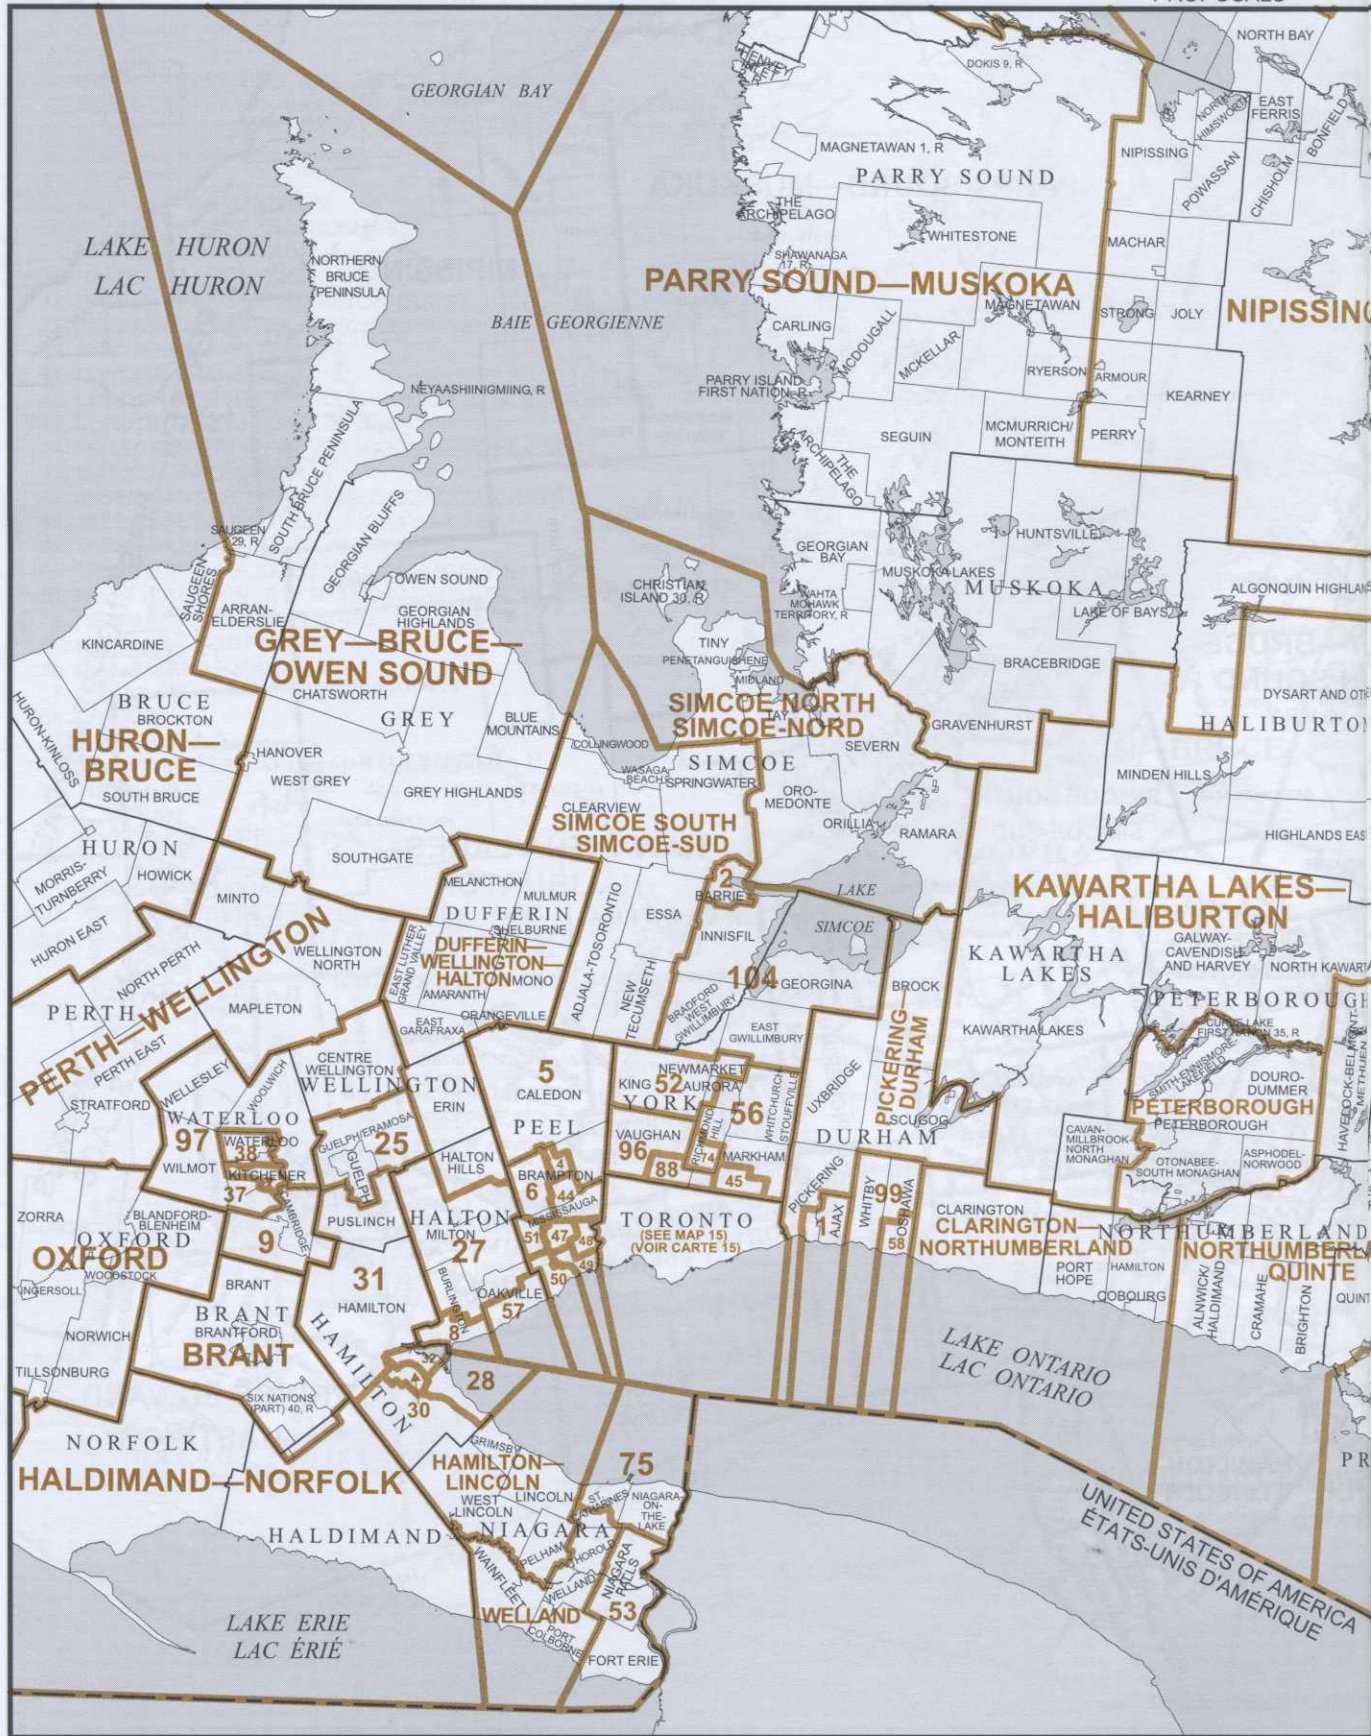 PROPOSALS
NORTH BAY
GEORGIAN BAY
DOKIS 9, R
EAST
FERRIS
BONFIELD
NORTH
HIMSWORTH
MAGNETAWAN 1, R
NIPISSING
PARRY SOUND
POWASSAN
CHISHOLM
THE
ARCHIPELAGO
WHITESTONE
MACHAR
LAKE HURON
LAC HURON
NORTHERN
BRUCE
PENINSULA
SHAWANAGA
17, R
PARRY SOUND—MUSKOKA
MAGNETAWAN
STRONG
JOLY
NIPISSING
BAIE GEORGIENNE
CARLING
MCDOUGALL
MCKELLAR
RYERSON
ARMOUR
PARRY ISLAND
FIRST NATION, R
NEYAASHIINIGMIING, R
KEARNEY
SEGUIN
MCMURRICH/
MONTEITH
PERRY
THE
ARCHIPELAGO
SOUTH BRUCE PENINSULA
GEORGIAN BLUFFS
SAUGEEN
29, R
SAUGEEN
SHORES
GEORGIAN
BAY
HUNTSVILLE
MUSKOKA LAKES
MUSKOKA
OWEN SOUND
CHRISTIAN
ISLAND 30, R
WAHTA
MOHAWK
TERRITORY, R
LAKE OF BAYS
ALGONQUIN HIGHLANDS
ARRAN-
ELDERSLIE
GEORGIAN
HIGHLANDS
TINY
KINCARDINE
GREY—BRUCE—
OWEN SOUND
PENETANGUISHENE
MIDLAND
BRACEBRIDGE
CHATSWORTH
DYSART AND OTH
BRUCE
BROCKTON
GREY
BLUE
MOUNTAINS
SIMCOE NORTH
SIMCOE-NORD
TAY
GRAVENHURST
HALIBURTON
HURON-KINLOSS
HURON—
BRUCE
HANOVER
COLLINGWOOD
SEVERN
WEST GREY
WASAGA
BEACH
SIMCOE
SPRINGWATER
MINDEN HILLS
SOUTH BRUCE
GREY HIGHLANDS
CLEARVIEW
ORO-
MEDONTE
ORILLIA
RAMARA
SIMCOE SOUTH
SIMCOE-SUD
HIGHLANDS EAS
HURON
HOWICK
MORRIS-
TURNBERRY
SOUTHGATE
MELANCTHON
MULMUR
2
BARRIE
LAKE
SIMCOE
KAWARTHA LAKES—
HALIBURTON
MINTO
DUFFERIN
SHELBURNE
ESSA
HURON EAST
WELLINGTON
NORTH
EAST LUTHER
GRAND VALLEY
DUFFERIN—
WELLINGTON—
HALTON
MONO
ADJALA-TOSORONTIO
INNISFIL
GALWAY-
CAVENDISH
AND HARVEY
KAWARTHA
LAKES
NORTH KAWARTA
NORTH PERTH
PERTH
MAPLETON
AMARANTH
ORANGEVILLE
NEW
TECUMSETH
104
GEORGINA
BROCK
BRADFORD
WEST
GWILLIMBURY
PETERBOROUGH
PERTH—WELLINGTON
EAST
GARAFRAXA
EAST
GWILLIMBURY
KAWARTHA LAKES
CURVE LAKE
FIRST NATION 35, R
PERTH EAST
CENTRE
WELLINGTON
WELLINGTON
5
CALEDON
NEWMARKET
KING
52
AURORA
YORK
UXBRIDGE
PICKERING—
DURHAM
SMITH-ENNISMORE-
LAKEFIELD
DOURO-
DUMMER
HAVELOCK-BELMONT-
METHUEN
WELLESLEY
WOOLWICH
STRATFORD
ERIN
WHITCHURCH-
STOUFFVILLE
SCUGOG
PETERBOROUGH
PETERBOROUGH
WATERLOO
97
WATERLOO
38
WILMOT
GUELPH/ERAMOSA
25
GUELPH
PEEL
VAUGHAN
96
88
RICHMOND
HILL
74
56
MARKHAM
45
DURHAM
CAVAN-
MILLBROOK-
NORTH
MONAGHAN
OTONABEE-
SOUTH MONAGHAN
ASPHODEL-
NORWOOD
HALTON
HILLS
BRAMPTON
6
44
KITCHENER
37
CAMBRIDGE
PICKERING
WHITBY
99
OSHAWA
ZORRA
BLANDFORD-
BLENHEIM
PUSLINCH
HALTON
MILTON
27
MISSISSAUGA
51
47
48
49
50
TORONTO
(SEE MAP 15)
(VOIR CARTE 15)
1
AJAX
58
CLARINGTON
CLARINGTON—
NORTHUMBERLAND
NORTHUMBERLAND
NORTHUMBERL
QUINTE
OXFORD
OXFORD
WOODSTOCK
9
31
BURLINGTON
OAKVILLE
57
PORT
HOPE
HAMILTON
COBOURG
INGERSOLL
BRANT
HAMILTON
ALNWICK/
HALDIMAND
CRAMAHE
BRIGHTON
QUINT
NORWICH
BRANT
BRANTFORD
BRANT
HAMILTON
8
LAKE ONTARIO
LAC ONTARIO
TILLSONBURG
28
SIX NATIONS
(PART) 40, R
30
NORFOLK
GRIMSBY
HALDIMAND—NORFOLK
HAMILTON—
LINCOLN
75
PR
WEST
LINCOLN
LINCOLN
ST.
CATHARINES
NIAGARA-
ON-
THE-
LAKE
HALDIMAND
NIAGARA
UNITED STATES OF AMERICA
ÉTATS-UNIS D'AMÉRIQUE
PELHAM
THOROLD
WAINFLEET
WELLAND
NIAGARA
FALLS
WELLAND
53
PORT
COLBORNE
LAKE ERIE
LAC ÉRIÉ
FORT ERIE